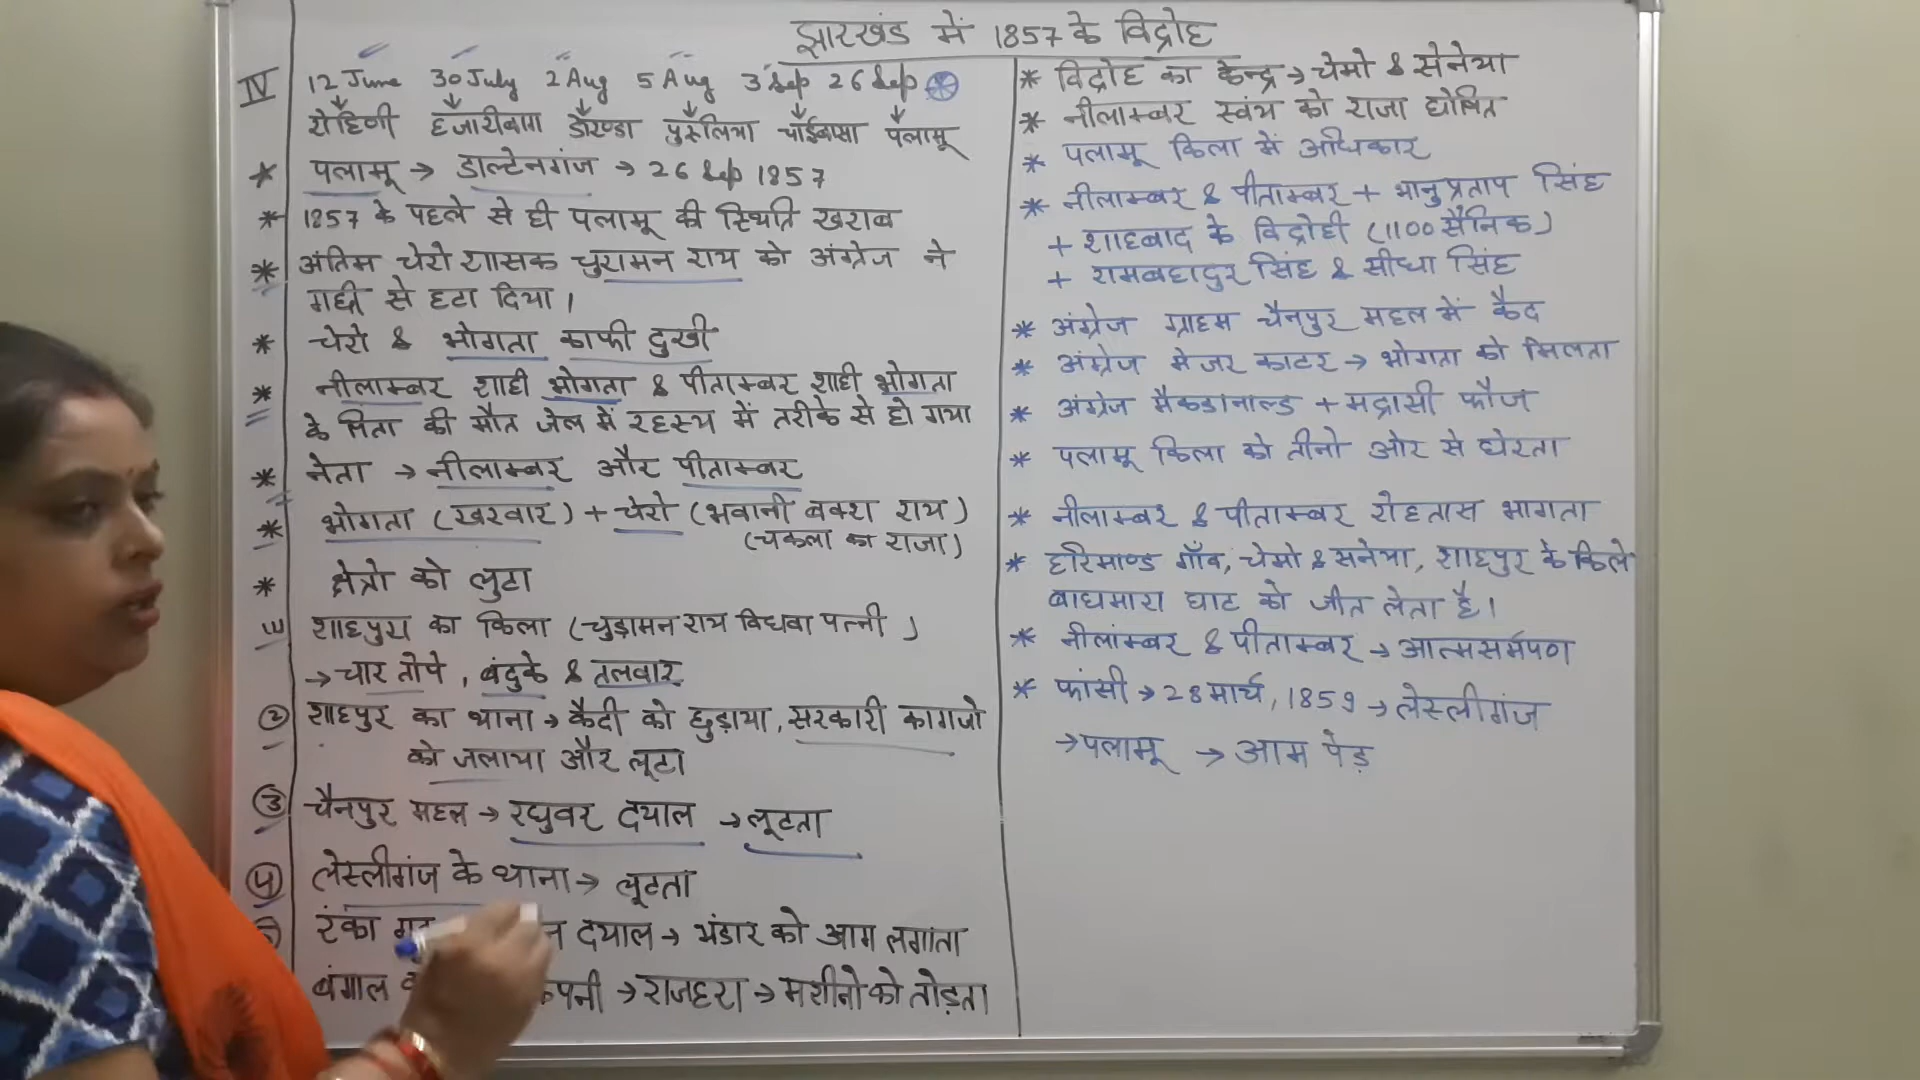 झारखंड में 1857 के विद्रोह
IV
12 June 30 July 2 Aug 5 Aug 3 Sep 26 Sep
रोहिणी हजारीबाग डोरण्डा पुरुलिया चाईबासा पलामू
* पलामू → डाल्टेनगंज → 26 Sep 1857
* 1857 के पहले से ही पलामू की स्थिति खराब
* अंतिम चेरो शासक चुरामन राय को अंग्रेज ने
गद्दी से हटा दिया।
* चेरो & भोगता काफी दुखी
* नीलाम्बर शाही भोगता & पीताम्बर शाही भोगता
के पिता की मौत जेल में रहस्य में तरीके से हो गया
* नेता → नीलाम्बर और पीताम्बर
* भोगता (खरवार) + चेरो (भवानी बक्श राय)
(चकला का राजा)
* क्षेत्रो को लुटा
शाहपुरा का किला (चुड़ामन राय विधवा पत्नी)
→ चार तोपे, बंदुके & तलवार
② शाहपुर का थाना → कैदी को छुड़ाया, सरकारी कागजो
को जलाया और लूटा
③ चैनपुर महल → रघुवर दयाल → लूटता
④ लेस्लीगंज के थाना → लूटता
रंका दयाल → भंडार को आग लगाता
बंगाल → राजहरा → मशीनो को तोड़ता
* विद्रोह का केन्द्र → चेमो & सेनेया
* नीलाम्बर स्वंय को राजा घोषित
* पलामू किला में अधिकार
* नीलाम्बर & पीताम्बर + भानुप्रताप सिंह
+ शाहबाद के विद्रोही (1100 सैनिक)
+ रामबहादुर सिंह & सीधा सिंह
* अंग्रेज ग्राहम चैनपुर महल में कैद
* अंग्रेज मेजर काटर → भोगता को मिलता
* अंग्रेज मैकडानाल्ड + मद्रासी फौज
* पलामू किला को तीनो ओर से घेरता
* नीलाम्बर & पीताम्बर रोहतास भागता
* हरिमाण्ड गाँव, चेमो & सनेया, शाहपुर के किले
बाघमारा घाट को जीत लेता है।
* नीलांम्बर & पीताम्बर → आत्मसर्मपण
* फांसी → 28 मार्च, 1859 → लेस्लीगंज
→ पलामू → आम पेड़